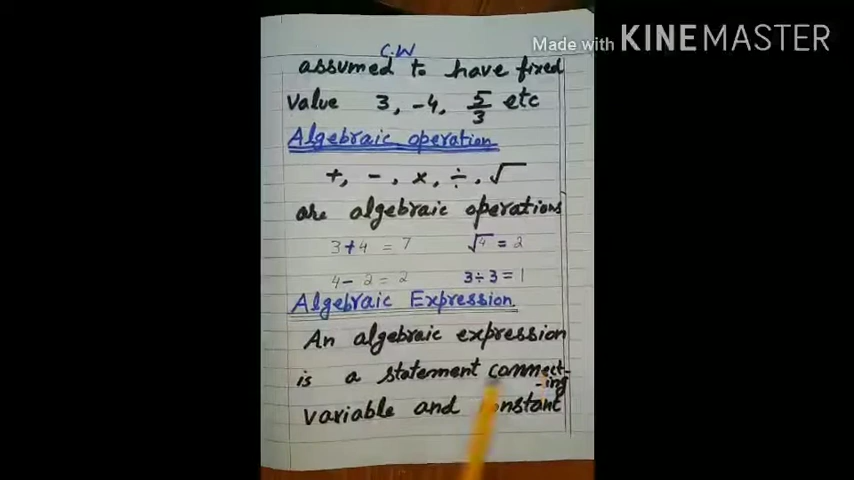 Made with KINEMASTER
C.W
assumed to have fixed
value 3, -4, 5/3 etc
Algebraic operation
+, -, ×, ÷, √
are algebraic operations
3+4 = 7 √4 = 2
4- 2 = 2 3÷3 = 1
Algebraic Expression
An algebraic expression
is a statement connect-
-ing
variable and constant